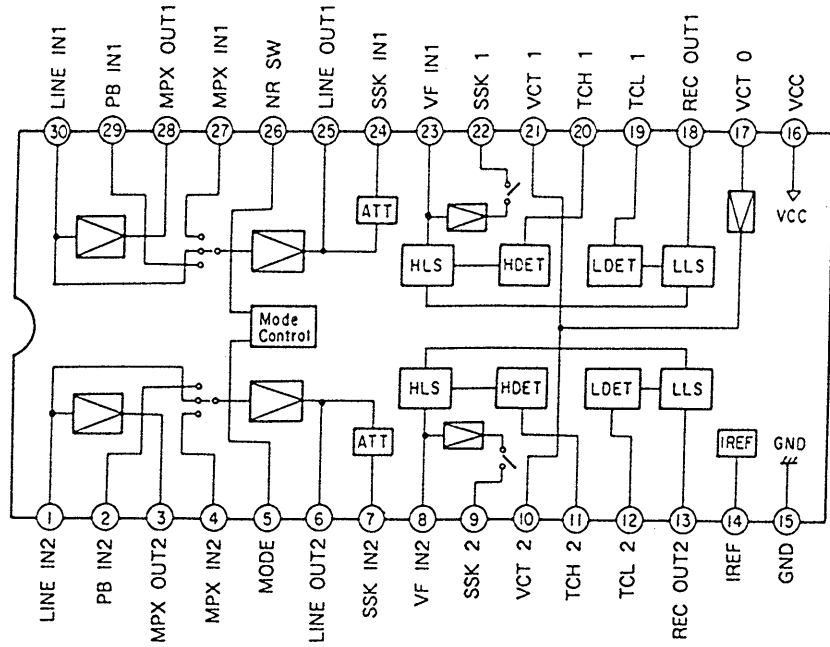 LINE IN1
PB IN1
MPX OUT1
MPX IN1
NR SW
LINE OUT1
SSK IN1
VF IN1
SSK 1
VCT 1
TCH 1
TCL 1
REC OUT1
VCT 0
VCC
30
29
28
27
26
25
24
23
22
21
20
19
18
17
16
ATT
VCC
HLS
HDET
LDET
LLS
Mode
Control
HLS
HDET
LDET
LLS
ATT
IREF
GND
1
2
3
4
5
6
7
8
9
10
11
12
13
14
15
LINE IN2
PB IN2
MPX OUT2
MPX IN2
MODE
LINE OUT2
SSK IN2
VF IN2
SSK 2
VCT 2
TCH 2
TCL 2
REC OUT2
IREF
GND